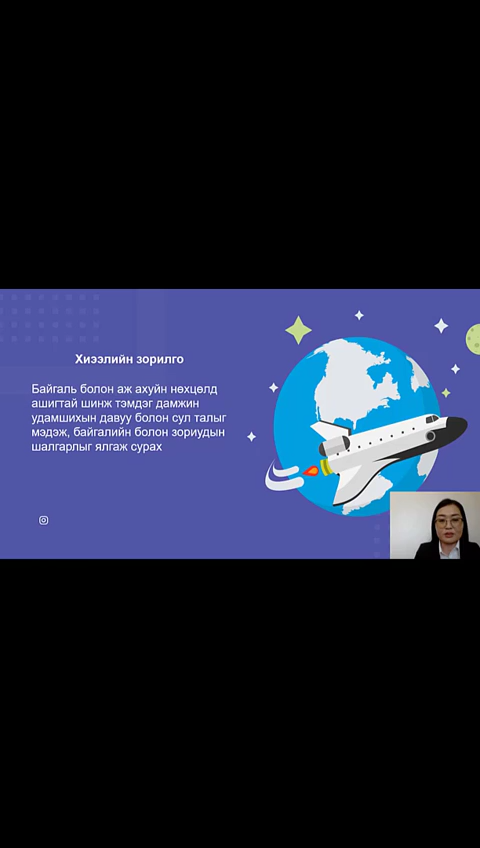 Хиээлийн зорилго
Байгаль болон аж ахуйн нөхцөлд
ашигтай шинж тэмдэг дамжин
удамшихын давуу болон сул талыг
мэдэж, байгалийн болон зориудын
шалгарлыг ялгаж сурах